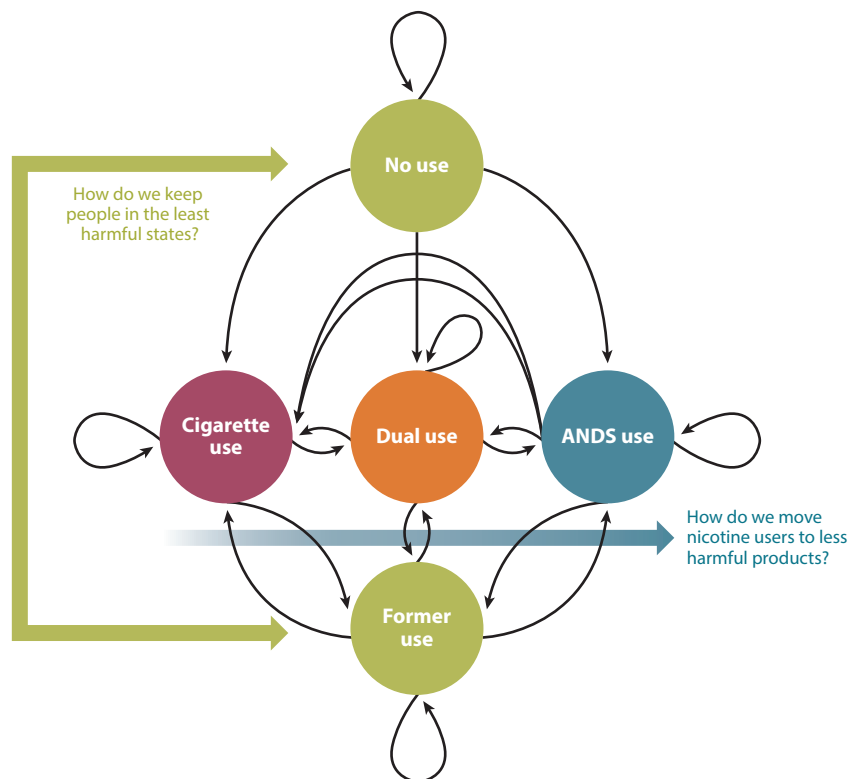 No use
How do we keep
people in the least
harmful states?
Cigarette
use
Dual use
ANDS use
How do we move
nicotine users to less
harmful products?
Former
use